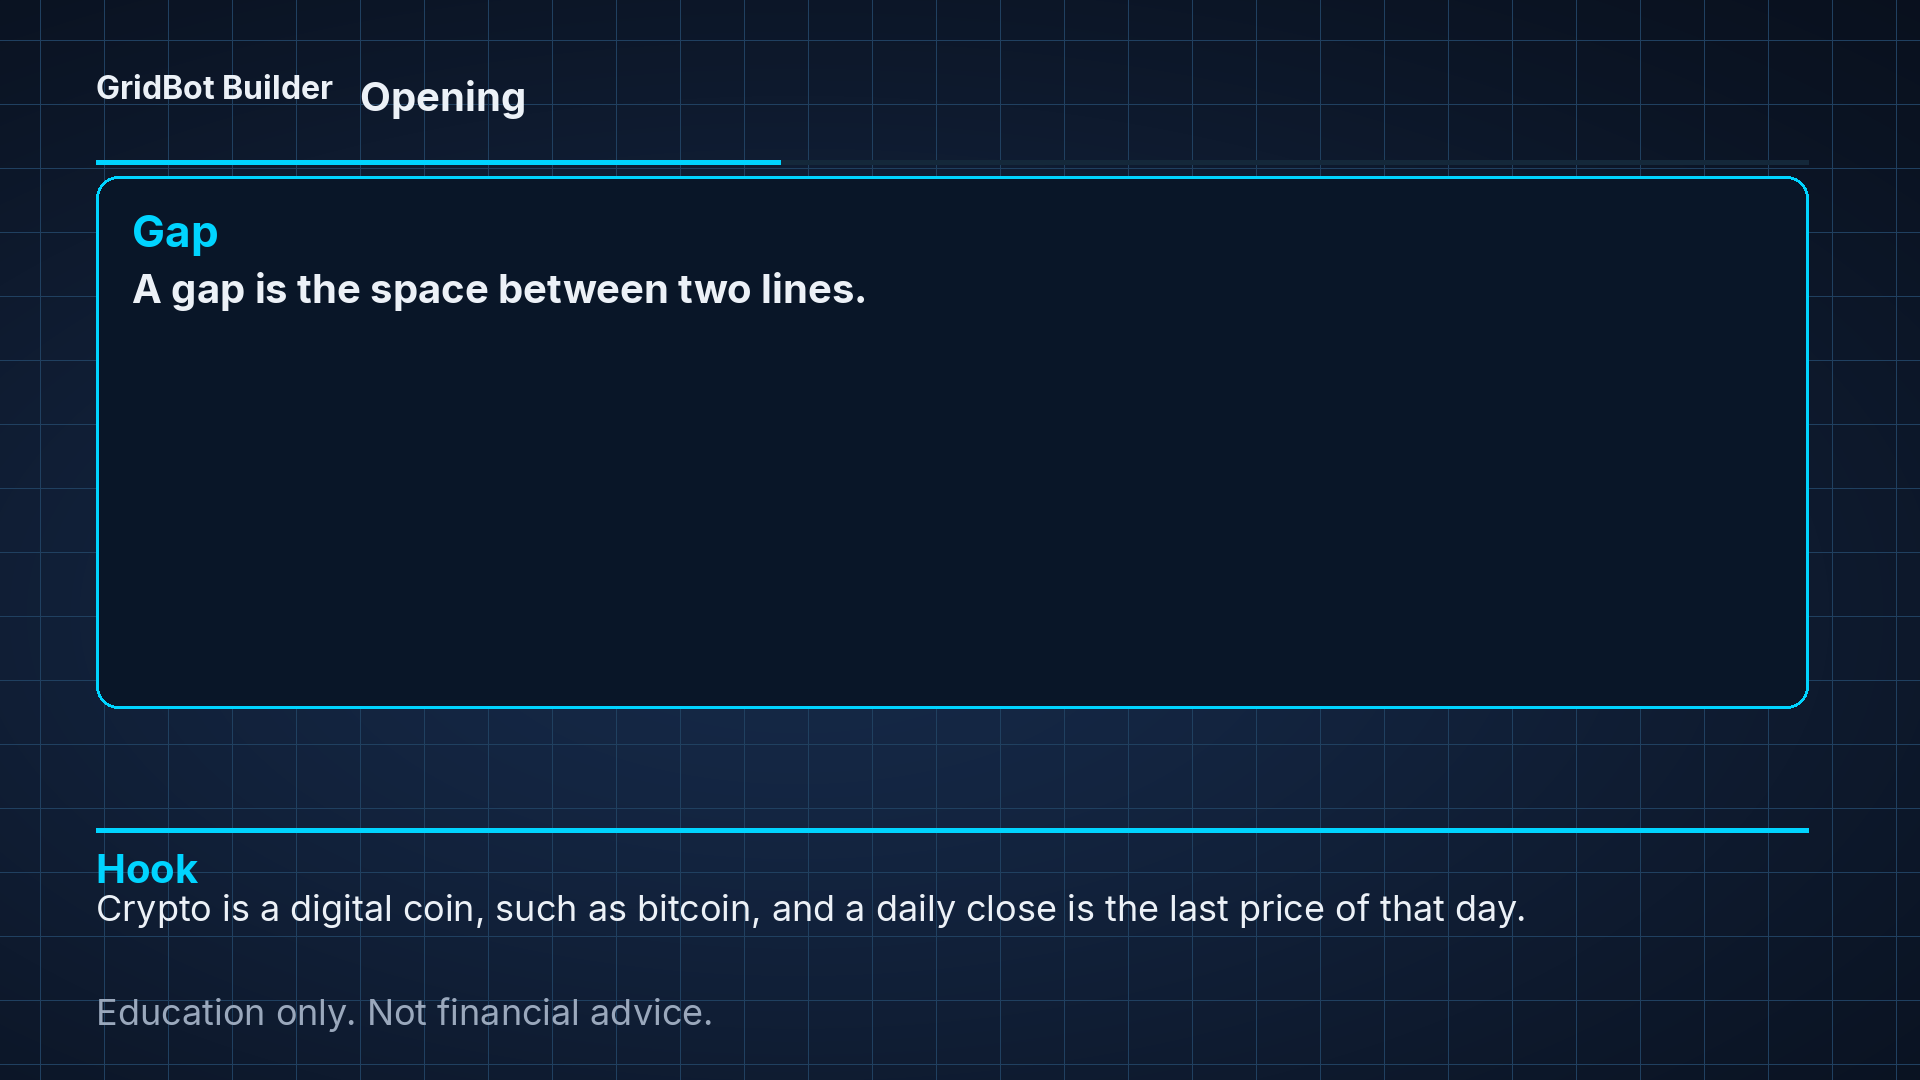 GridBot Builder
Opening
Gap
A gap is the space between two lines.
Hook
Crypto is a digital coin, such as bitcoin, and a daily close is the last price of that day.
Education only. Not financial advice.